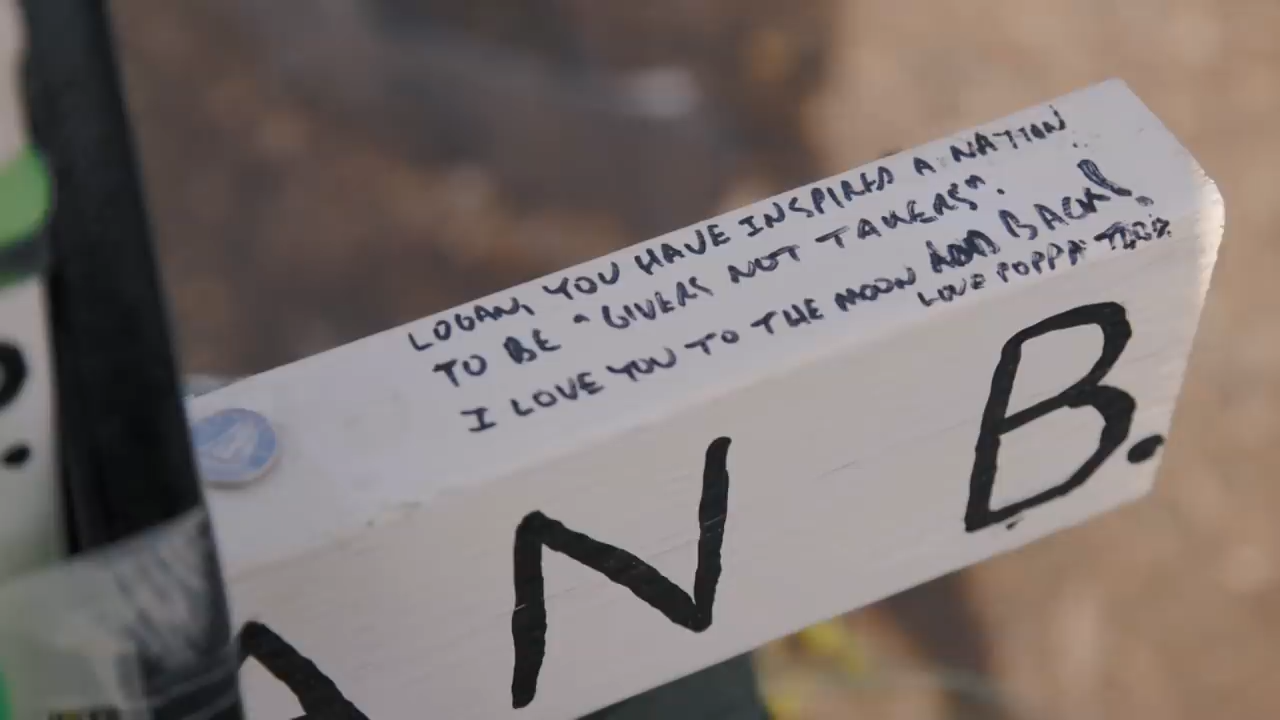 LOGAN, YOU HAVE INSPIRED A NATION
TO BE "GIVERS NOT TAKERS".
I LOVE YOU TO THE MOON AND BACK!
LOVE POPPA TOBY
A N B.